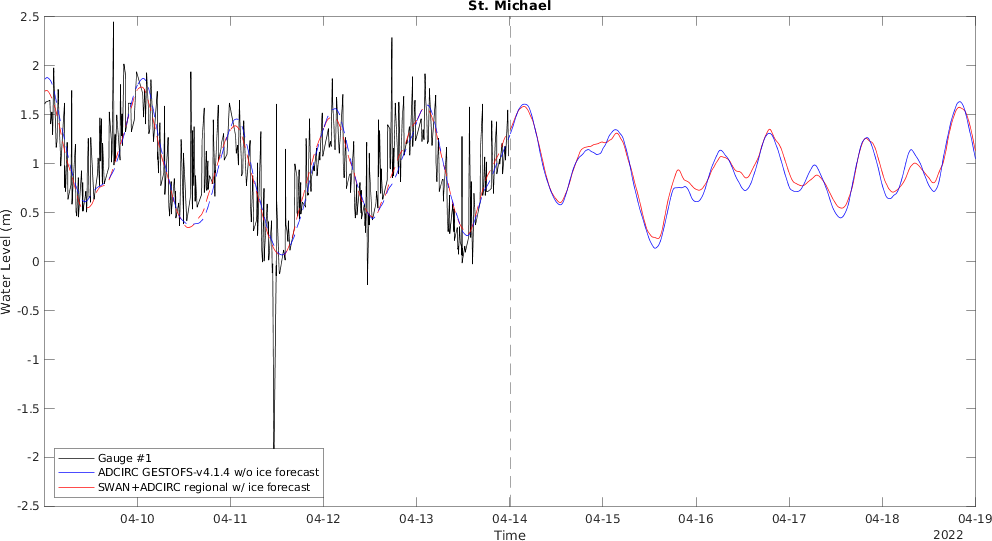 St. Michael
2.5
2
1.5
1
0.5
0
-0.5
-1
-1.5
-2
-2.5
Water Level (m)
Gauge #1
ADCIRC GESTOFS-v4.1.4 w/o ice forecast
SWAN+ADCIRC regional w/ ice forecast
04-10 04-11 04-12 04-13 04-14 04-15 04-16 04-17 04-18 04-19
Time
2022